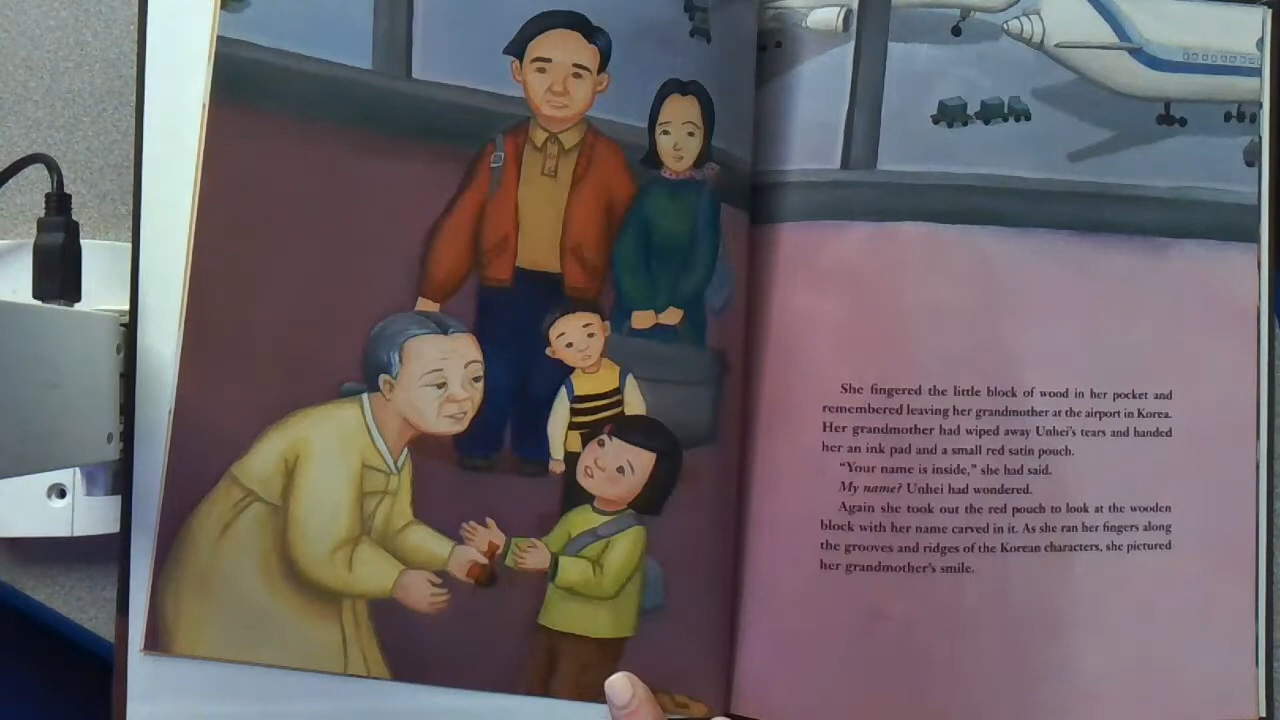 She fingered the little block of wood in her pocket and
remembered leaving her grandmother at the airport in Korea.
Her grandmother had wiped away Unhei's tears and handed
her an ink pad and a small red satin pouch.
"Your name is inside," she had said.
My name? Unhei had wondered.
Again she took out the red pouch to look at the wooden
block with her name carved in it. As she ran her fingers along
the grooves and ridges of the Korean characters, she pictured
her grandmother's smile.